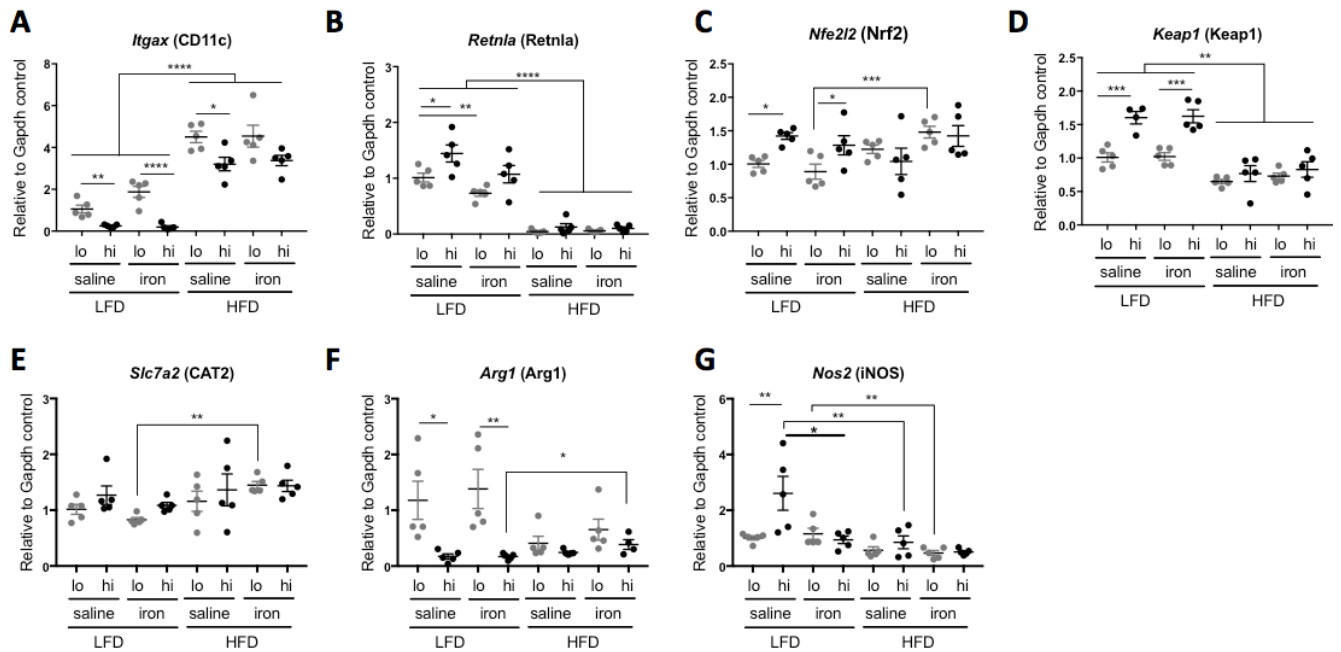 A
Itgax (CD11c)
Relative to Gapdh control
8
6
4
2
0
****
**
****
*
lo hi lo hi lo hi lo hi
saline iron saline iron
LFD HFD
B
Retnla (Retnla)
Relative to Gapdh control
3
2
1
0
****
*
**
lo hi lo hi lo hi lo hi
saline iron saline iron
LFD HFD
C
Nfe2l2 (Nrf2)
Relative to Gapdh control
2.5
2.0
1.5
1.0
0.5
0.0
***
*
*
lo hi lo hi lo hi lo hi
saline iron saline iron
LFD HFD
D
Keap1 (Keap1)
Relative to Gapdh control
2.5
2.0
1.5
1.0
0.5
0.0
**
***
***
lo hi lo hi lo hi lo hi
saline iron saline iron
LFD HFD
E
Slc7a2 (CAT2)
Relative to Gapdh control
3
2
1
0
**
lo hi lo hi lo hi lo hi
saline iron saline iron
LFD HFD
F
Arg1 (Arg1)
Relative to Gapdh control
3
2
1
0
*
**
*
lo hi lo hi lo hi lo hi
saline iron saline iron
LFD HFD
G
Nos2 (iNOS)
Relative to Gapdh control
6
4
2
0
**
**
**
*
lo hi lo hi lo hi lo hi
saline iron saline iron
LFD HFD